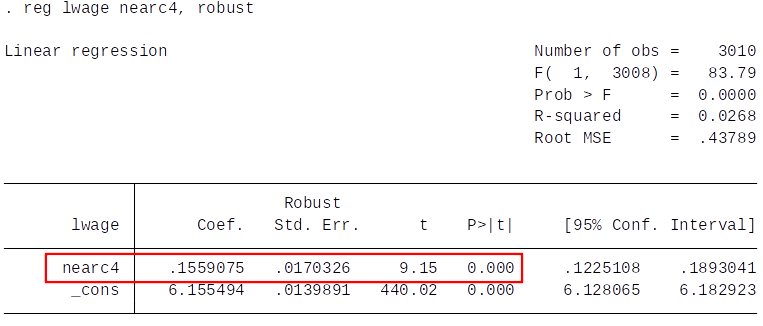 . reg lwage nearc4, robust
Linear regression Number of obs = 3010
F( 1, 3008) = 83.79
Prob > F = 0.0000
R-squared = 0.0268
Root MSE = .43789
Robust
lwage Coef. Std. Err. t P>|t| [95% Conf. Interval]
nearc4 .1559075 .0170326 9.15 0.000 .1225108 .1893041
_cons 6.155494 .0139891 440.02 0.000 6.128065 6.182923